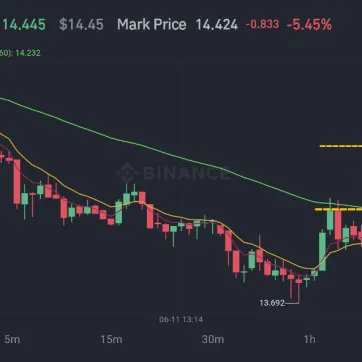 14.445 $14.45 Mark Price 14.424 -0.833 -5.45%
60): 14.232
BINANCE
13.692
06-11 13:14
5m 15m 30m 1h